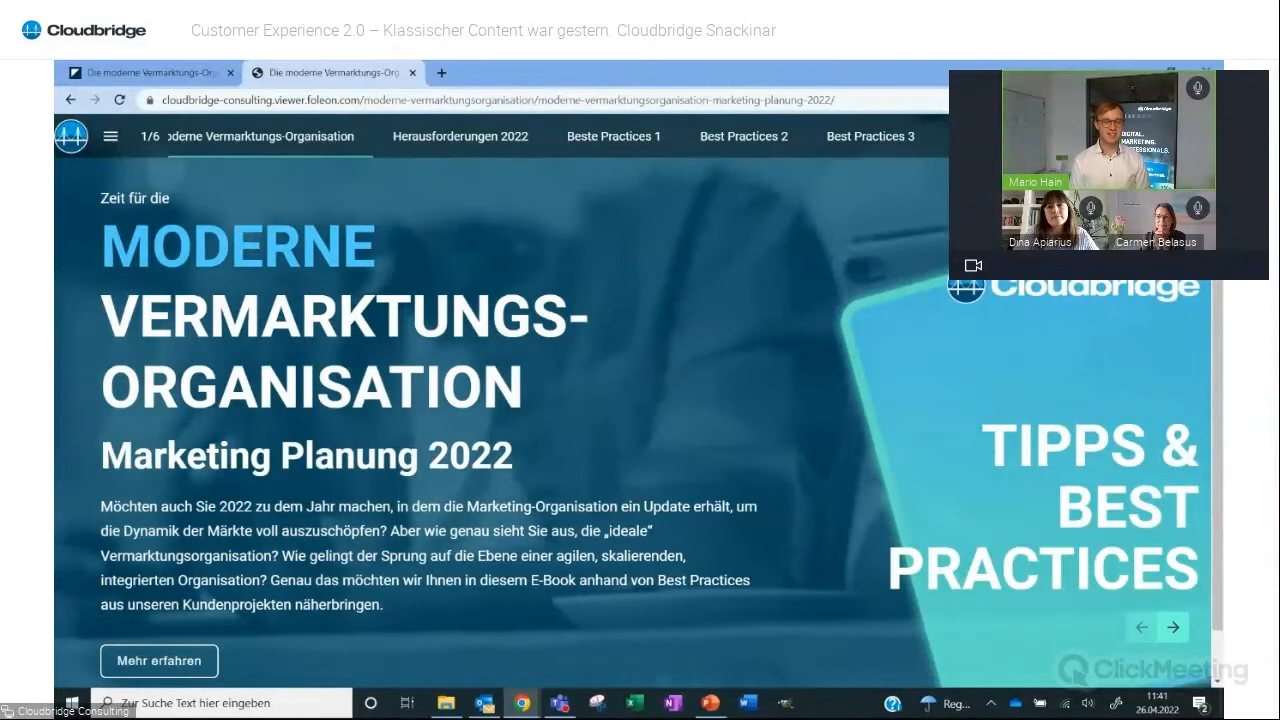 Cloudbridge
Customer Experience 2.0 – Klassischer Content war gestern. Cloudbridge Snackinar
Die moderne Vermarktungs-Org
Die moderne Vermarktungs-Org
cloudbridge-consulting.viewer.foleon.com/moderne-vermarktungsorganisation/moderne-vermarktungsorganisation-marketing-planung-2022/
1/6 oderne Vermarktungs-Organisation
Herausforderungen 2022
Beste Practices 1
Best Practices 2
Best Practices 3
Cloudbridge
DIGITAL.
MARKETING.
PROFESSIONALS.
Mario Hain
Dina Apiarius
Carmen Belasus
Zeit für die
MODERNE
VERMARKTUNGS-
ORGANISATION
Marketing Planung 2022
Möchten auch Sie 2022 zu dem Jahr machen, in dem die Marketing-Organisation ein Update erhält, um
die Dynamik der Märkte voll auszuschöpfen? Aber wie genau sieht Sie aus, die „ideale“
Vermarktungsorganisation? Wie gelingt der Sprung auf die Ebene einer agilen, skalierenden,
integrierten Organisation? Genau das möchten wir Ihnen in diesem E-Book anhand von Best Practices
aus unseren Kundenprojekten näherbringen.
Mehr erfahren
Cloudbridge
TIPPS &
BEST
PRACTICES
ClickMeeting
Zur Suche Text hier eingeben
Reg...
11:41
26.04.2022
2
Cloudbridge Consulting